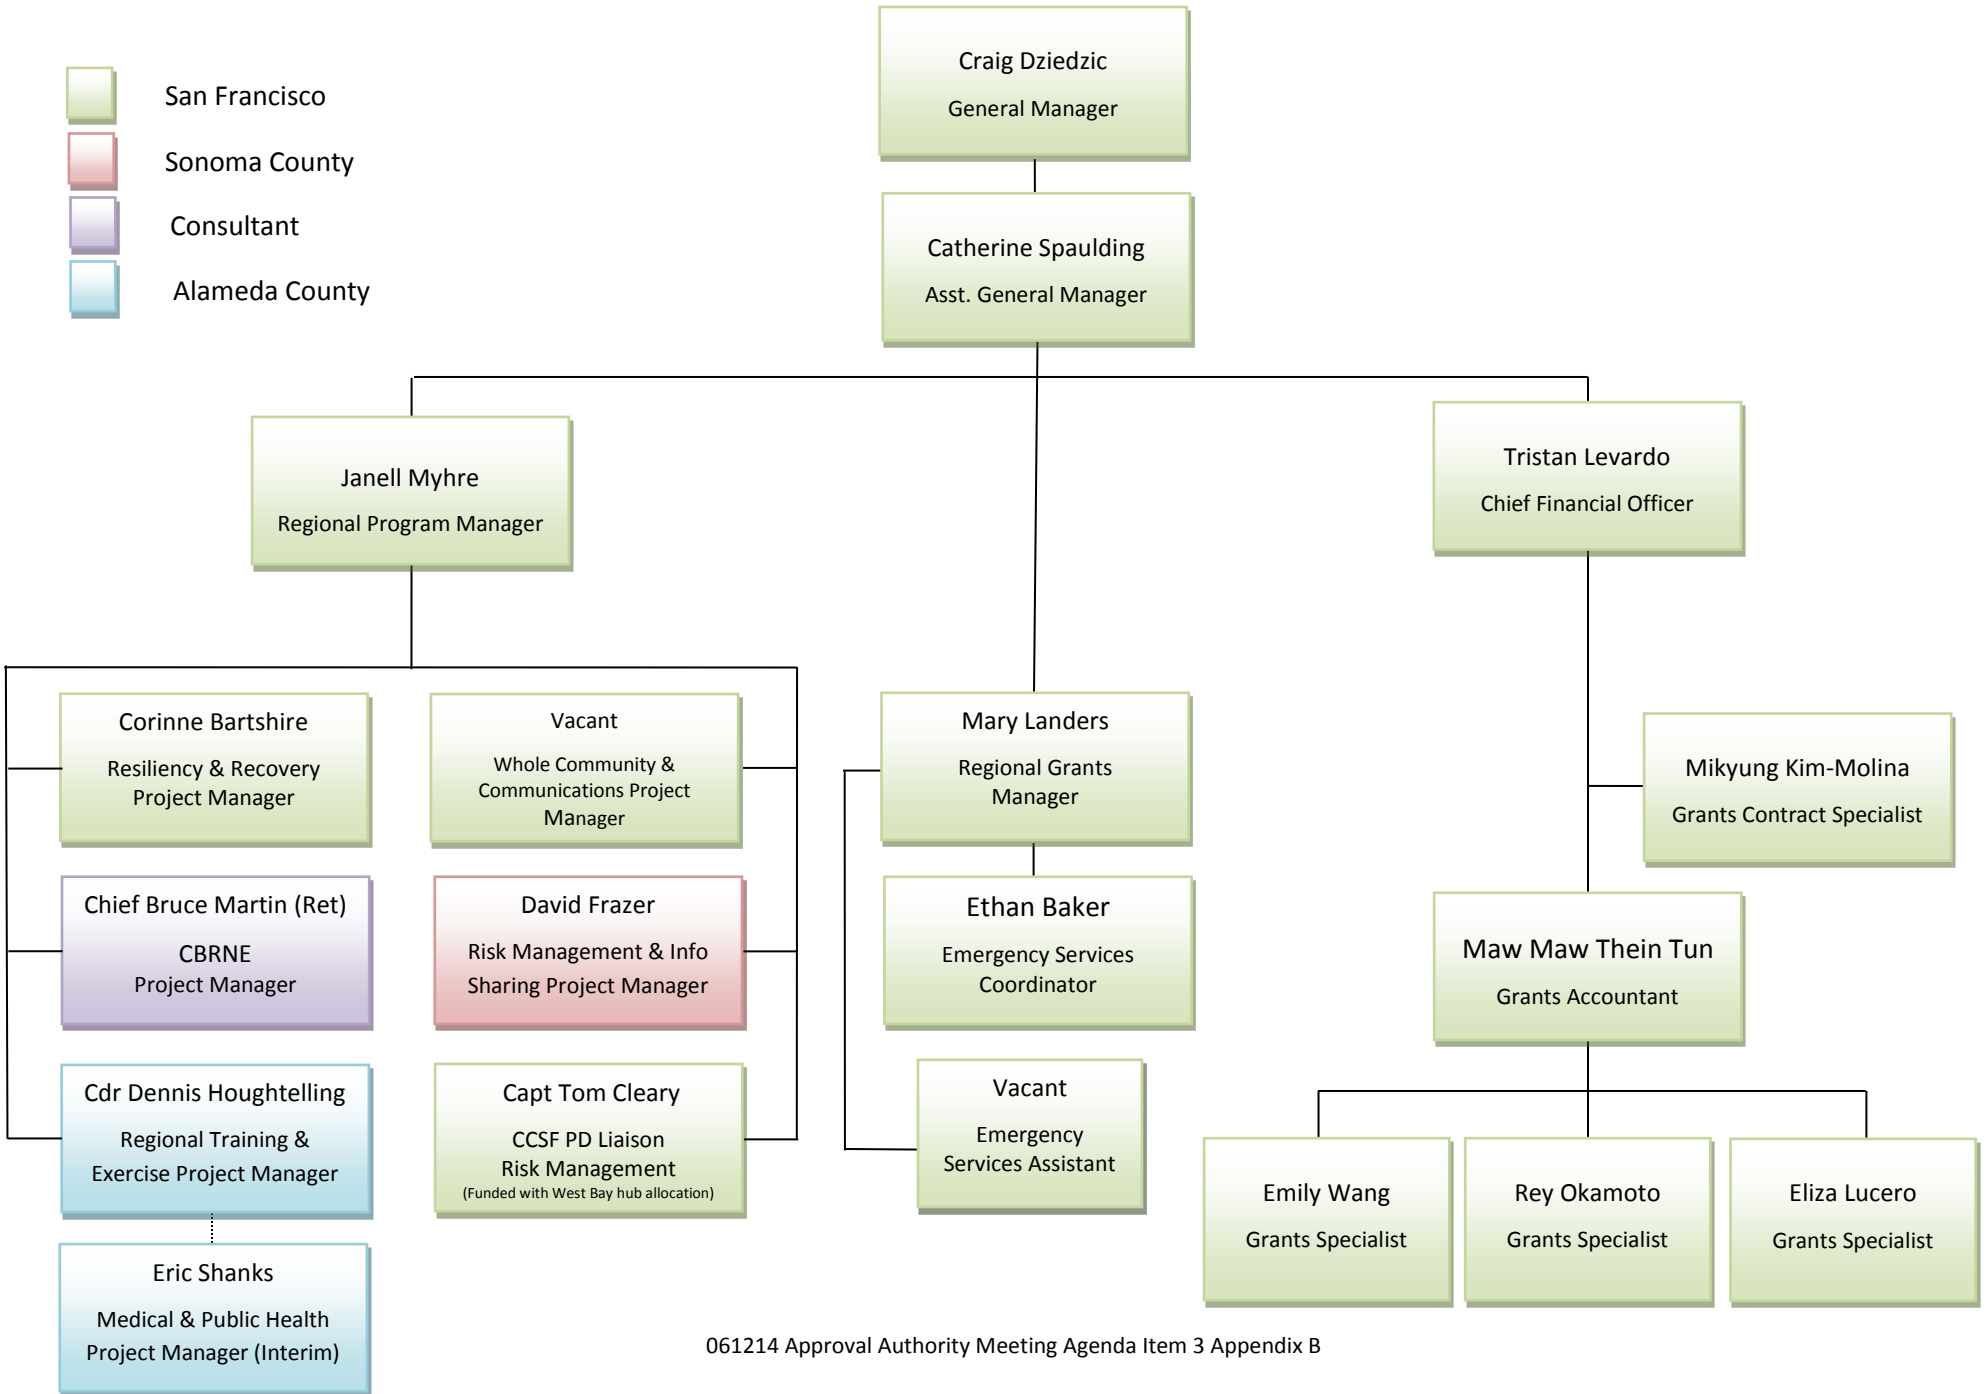 San Francisco
Sonoma County
Consultant
Alameda County
Craig Dziedzic
General Manager
Catherine Spaulding
Asst. General Manager
Janell Myhre
Regional Program Manager
Tristan Levardo
Chief Financial Officer
Corinne Bartshire
Resiliency & Recovery
Project Manager
Vacant
Whole Community &
Communications Project
Manager
Mary Landers
Regional Grants
Manager
Mikyung Kim-Molina
Grants Contract Specialist
Chief Bruce Martin (Ret)
CBRNE
Project Manager
David Frazer
Risk Management & Info
Sharing Project Manager
Ethan Baker
Emergency Services
Coordinator
Maw Maw Thein Tun
Grants Accountant
Cdr Dennis Houghtelling
Regional Training &
Exercise Project Manager
Capt Tom Cleary
CCSF PD Liaison
Risk Management
(Funded with West Bay hub allocation)
Vacant
Emergency
Services Assistant
Emily Wang
Grants Specialist
Rey Okamoto
Grants Specialist
Eliza Lucero
Grants Specialist
Eric Shanks
Medical & Public Health
Project Manager (Interim)
061214 Approval Authority Meeting Agenda Item 3 Appendix B